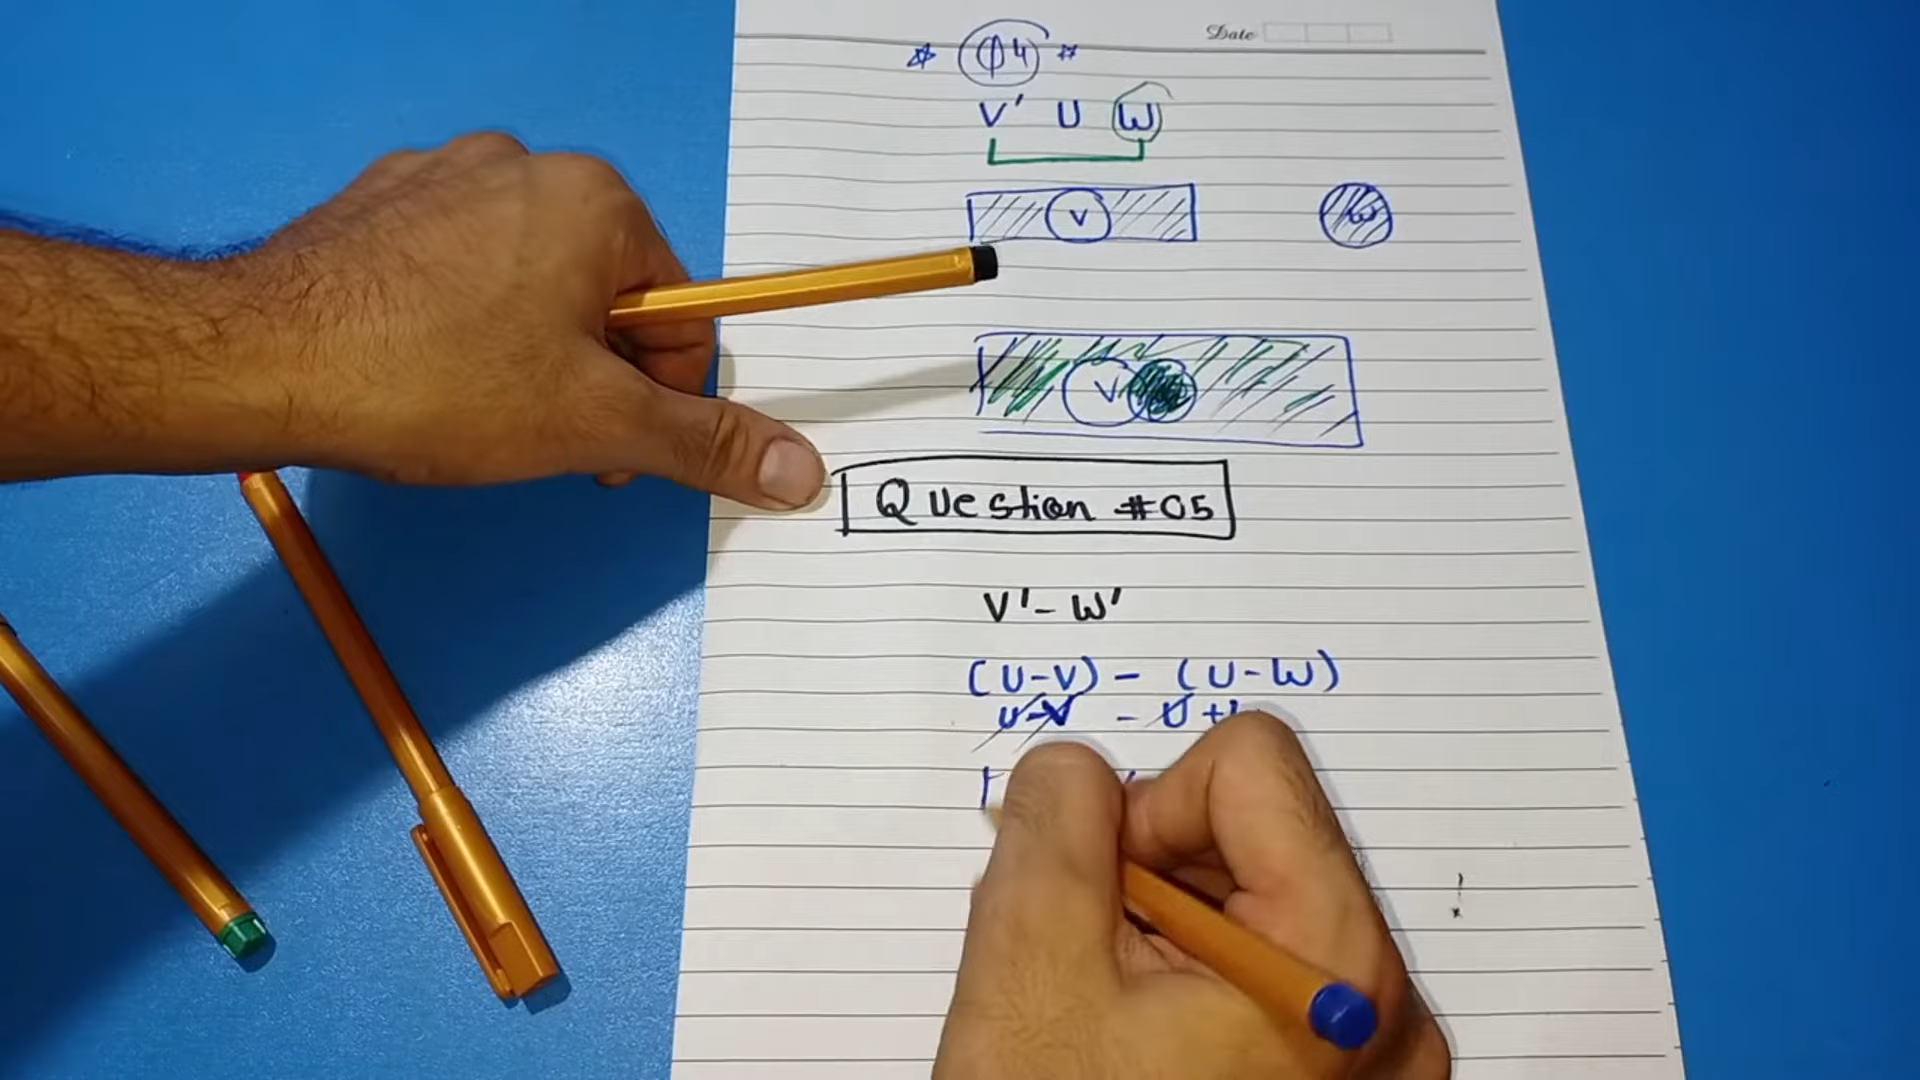 Date
Q4
V' U W
V W
V
Question #05
V' - W'
(U-V) - (U-W)
U-V - U +